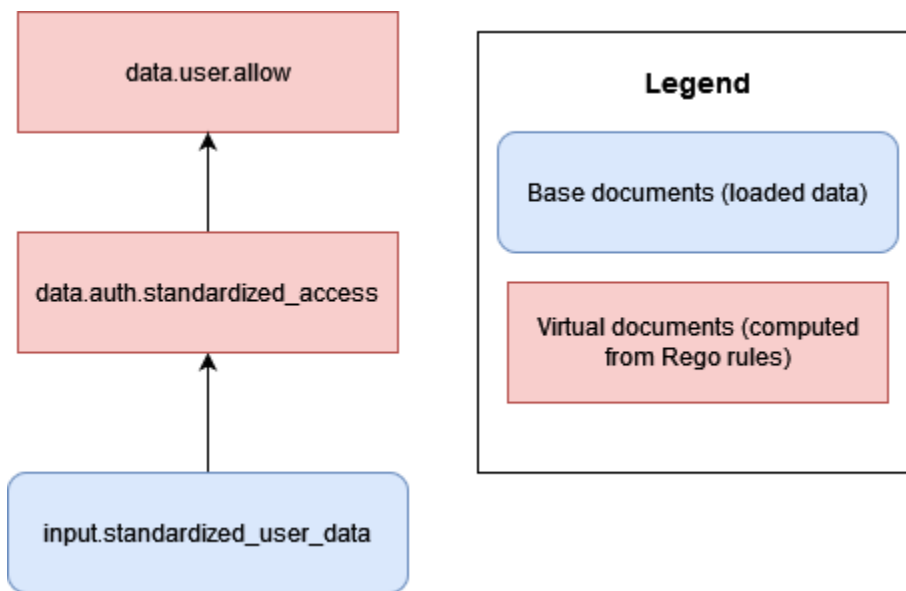 data.user.allow
data.auth.standardized_access
input.standardized_user_data
Legend
Base documents (loaded data)
Virtual documents (computed
from Rego rules)